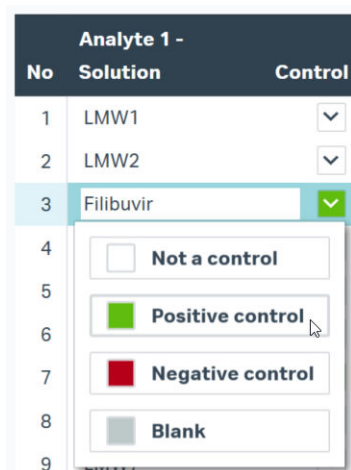 Analyte 1 -
No Solution Control
1 LMW1
2 LMW2
3 Filibuvir
4 Not a control
5
6 Positive control
7 Negative control
8 Blank
9